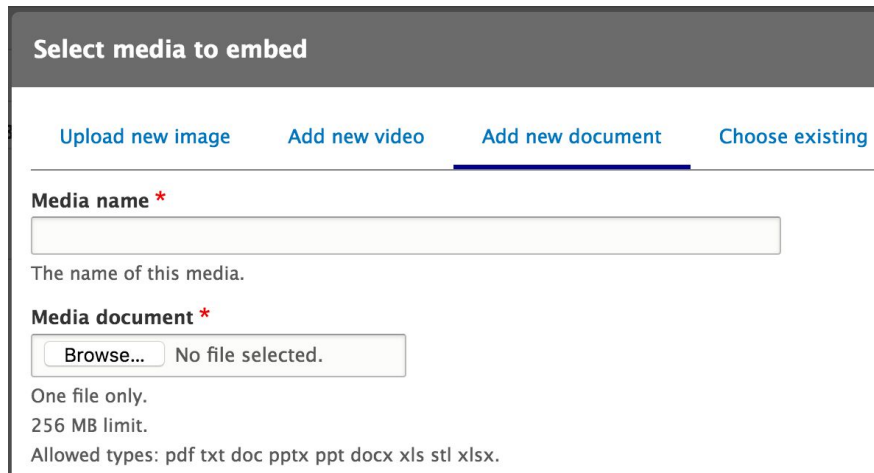 Select media to embed
Upload new image Add new video Add new document Choose existing
Media name *
The name of this media.
Media document *
Browse... No file selected.
One file only.
256 MB limit.
Allowed types: pdf txt doc pptx ppt docx xls stl xlsx.